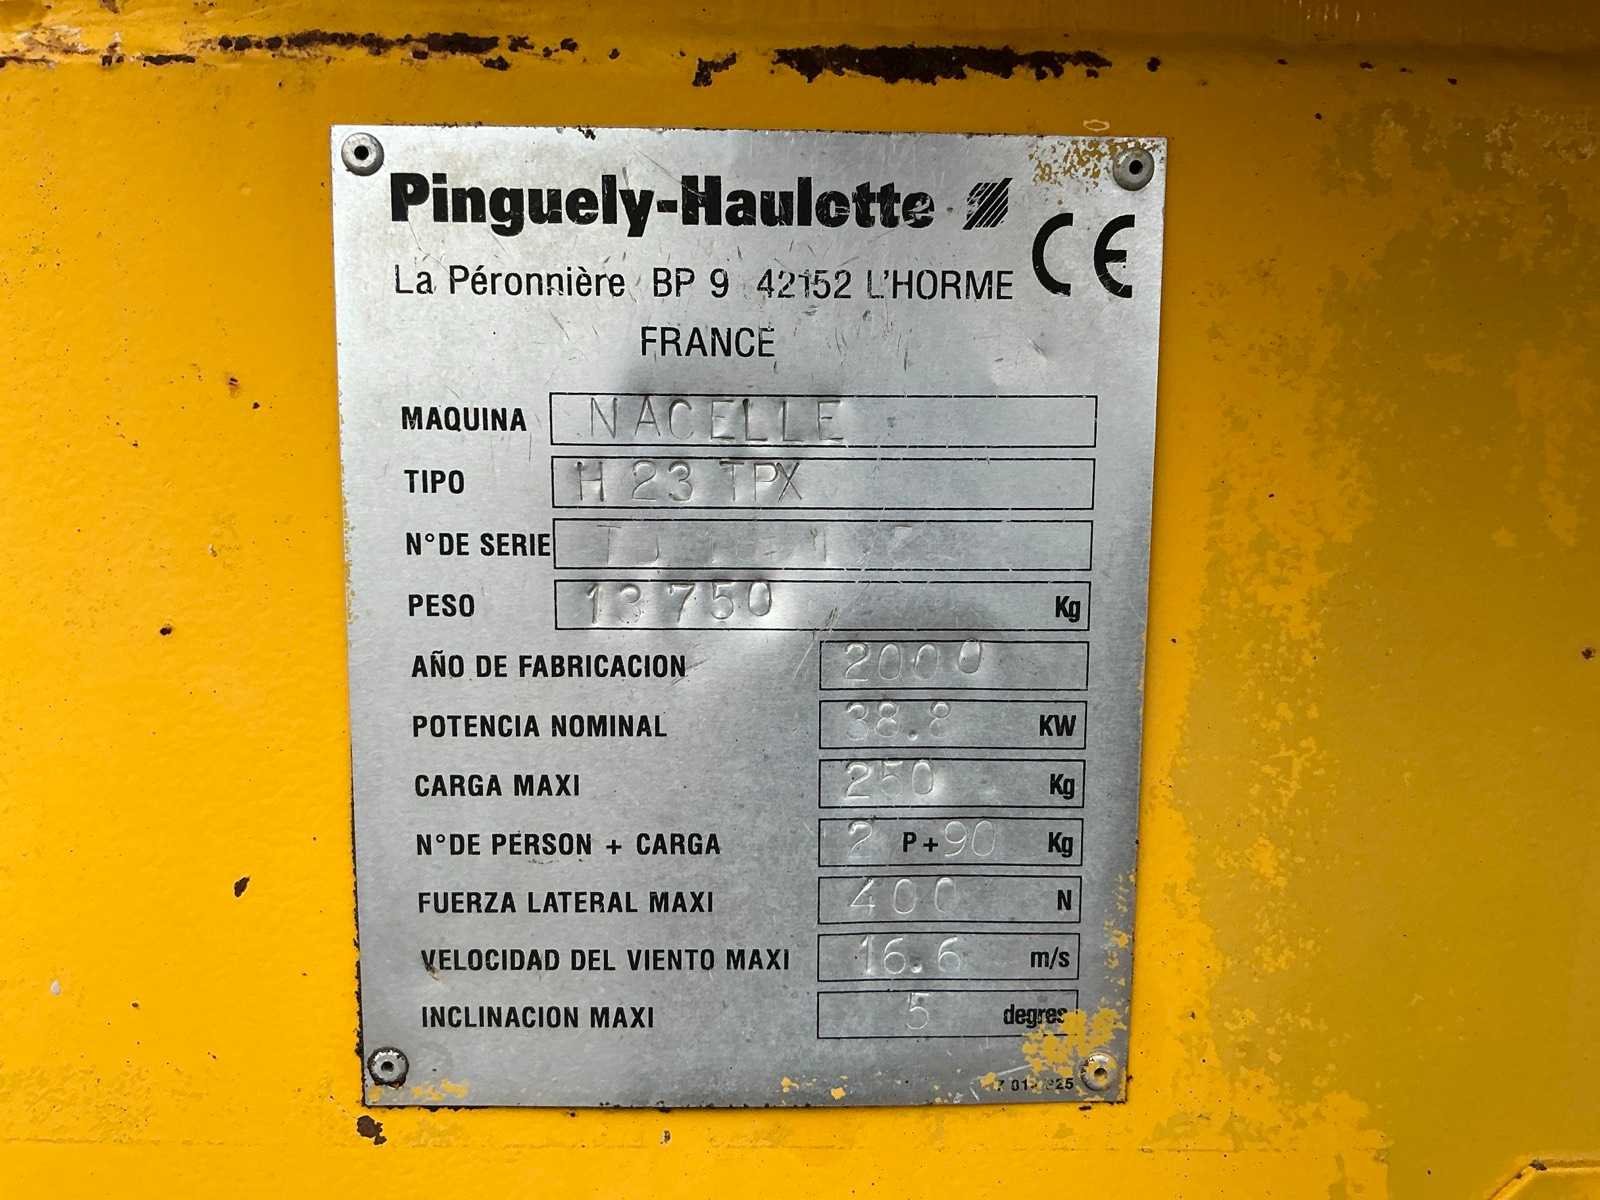 Pinguely-Haulotte
CE
La Péronnière BP 9 42152 L'HORME
FRANCE
MAQUINA NACELLE
TIPO H 23 TPX
N° DE SERIE
PESO 13750 Kg
AÑO DE FABRICACION 2000
POTENCIA NOMINAL 38.8 KW
CARGA MAXI 250 Kg
N° DE PERSON + CARGA 2 P + 90 Kg
FUERZA LATERAL MAXI 400 N
VELOCIDAD DEL VIENTO MAXI 16.6 m/s
INCLINACION MAXI 5 degres